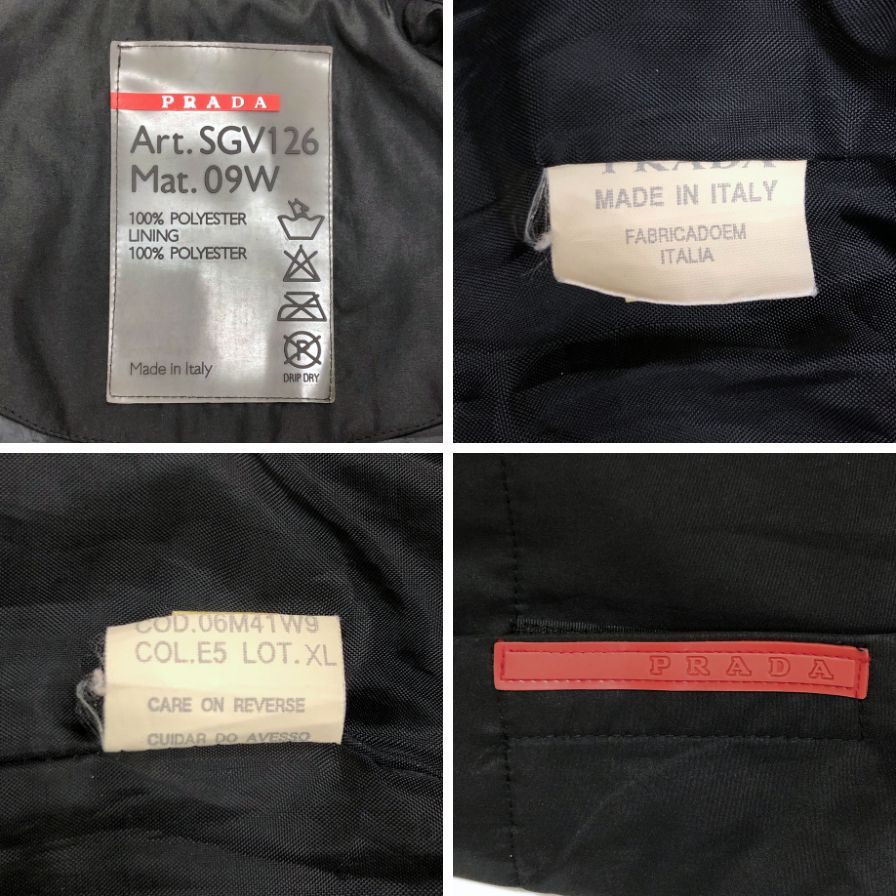 PRADA
Art. SGV126
Mat. 09W
100% POLYESTER
LINING
100% POLYESTER
P
DRIP DRY
Made in Italy
PRADA
MADE IN ITALY
FABRICADOEM
ITALIA
COD.06M41W9
COL.E5 LOT.XL
CARE ON REVERSE
CUIDAR DO AVESSO
PRADA